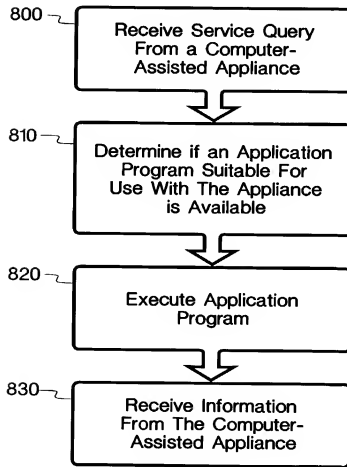 800
Receive Service Query
From a Computer-
Assisted Appliance
810
Determine if an Application
Program Suitable For
Use With The Appliance
is Available
820
Execute Application
Program
830
Receive Information
From The Computer-
Assisted Appliance